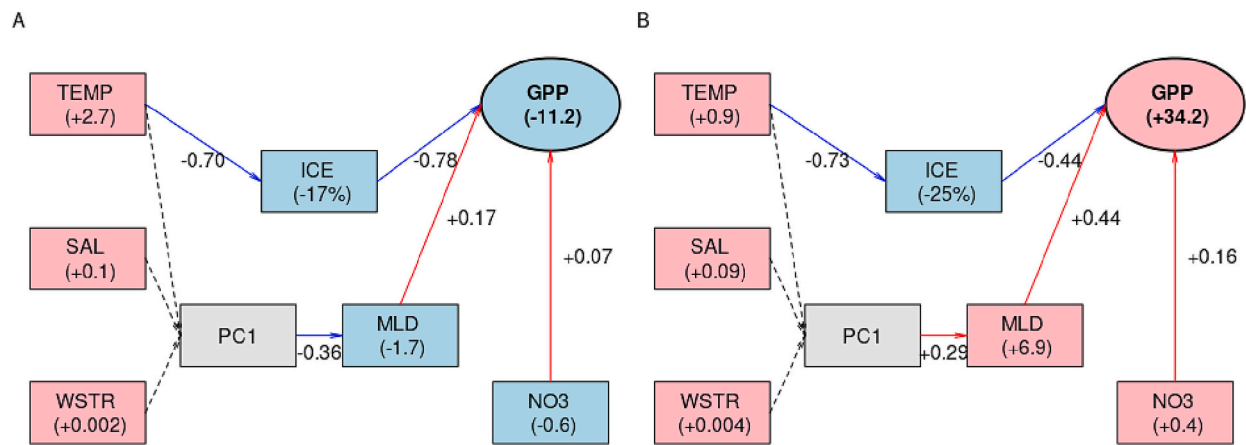 A
TEMP
(+2.7)
GPP
(-11.2)
-0.70
-0.78
ICE
(-17%)
+0.17
SAL
(+0.1)
+0.07
PC1
-0.36
MLD
(-1.7)
WSTR
(+0.002)
NO3
(-0.6)
B
TEMP
(+0.9)
GPP
(+34.2)
-0.73
-0.44
ICE
(-25%)
+0.44
SAL
(+0.09)
+0.16
PC1
+0.29
MLD
(+6.9)
WSTR
(+0.004)
NO3
(+0.4)